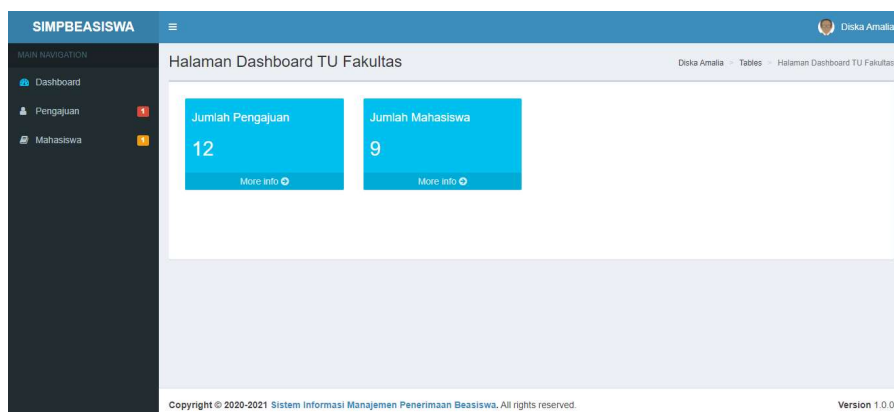 SIMPBEASISWA
Diska Amalia
MAIN NAVIGATION
Dashboard
Pengajuan 1
Mahasiswa 1
Halaman Dashboard TU Fakultas
Diska Amalia > Tables > Halaman Dashboard TU Fakultas
Jumlah Pengajuan
12
More info
Jumlah Mahasiswa
9
More info
Copyright © 2020-2021 Sistem Informasi Manajemen Penerimaan Beasiswa. All rights reserved.
Version 1.0.0